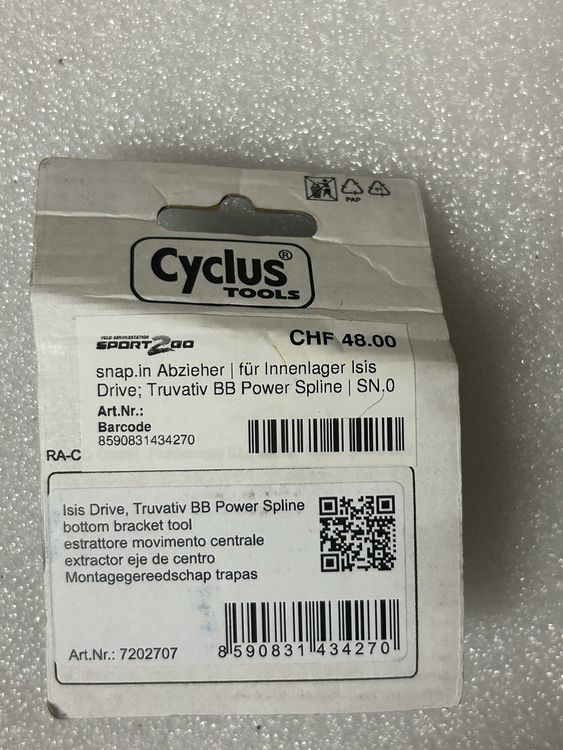 PAP
Cyclus®
TOOLS
VELO SERVICESTATION
SPORT2GO
CHF 48.00
snap.in Abzieher | für Innenlager Isis
Drive; Truvativ BB Power Spline | SN.0
Art.Nr.:
Barcode
8590831434270
RA-C
Isis Drive, Truvativ BB Power Spline
bottom bracket tool
estrattore movimento centrale
extractor eje de centro
Montagegereedschap trapas
Art.Nr.: 7202707
8 590831 434270